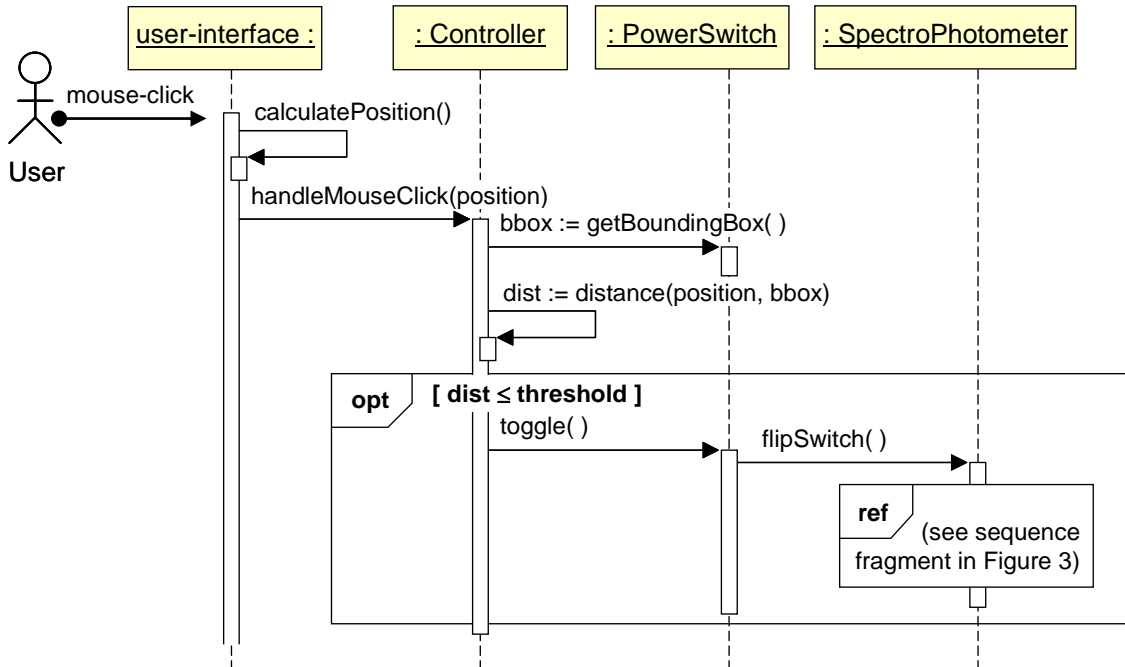 user-interface :
: Controller
: PowerSwitch
: SpectroPhotometer
mouse-click
User
calculatePosition()
handleMouseClick(position)
bbox := getBoundingBox( )
dist := distance(position, bbox)
opt
[ dist ≤ threshold ]
toggle( )
flipSwitch( )
ref
(see sequence
fragment in Figure 3)